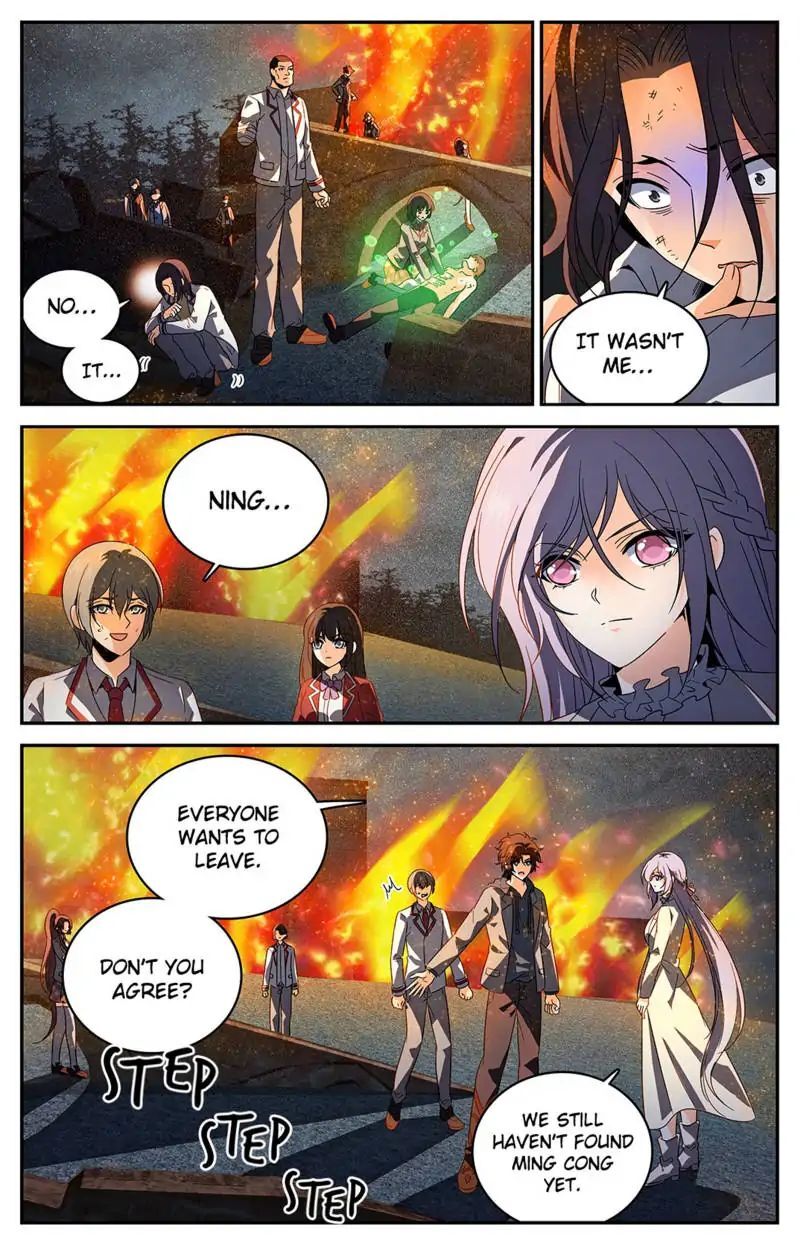 NO...
IT...
IT WASN'T
ME...
NING...
EVERYONE
WANTS TO
LEAVE.
DON'T YOU
AGREE?
STEP
STEP
STEP
WE STILL
HAVEN'T FOUND
MING CONG
YET.